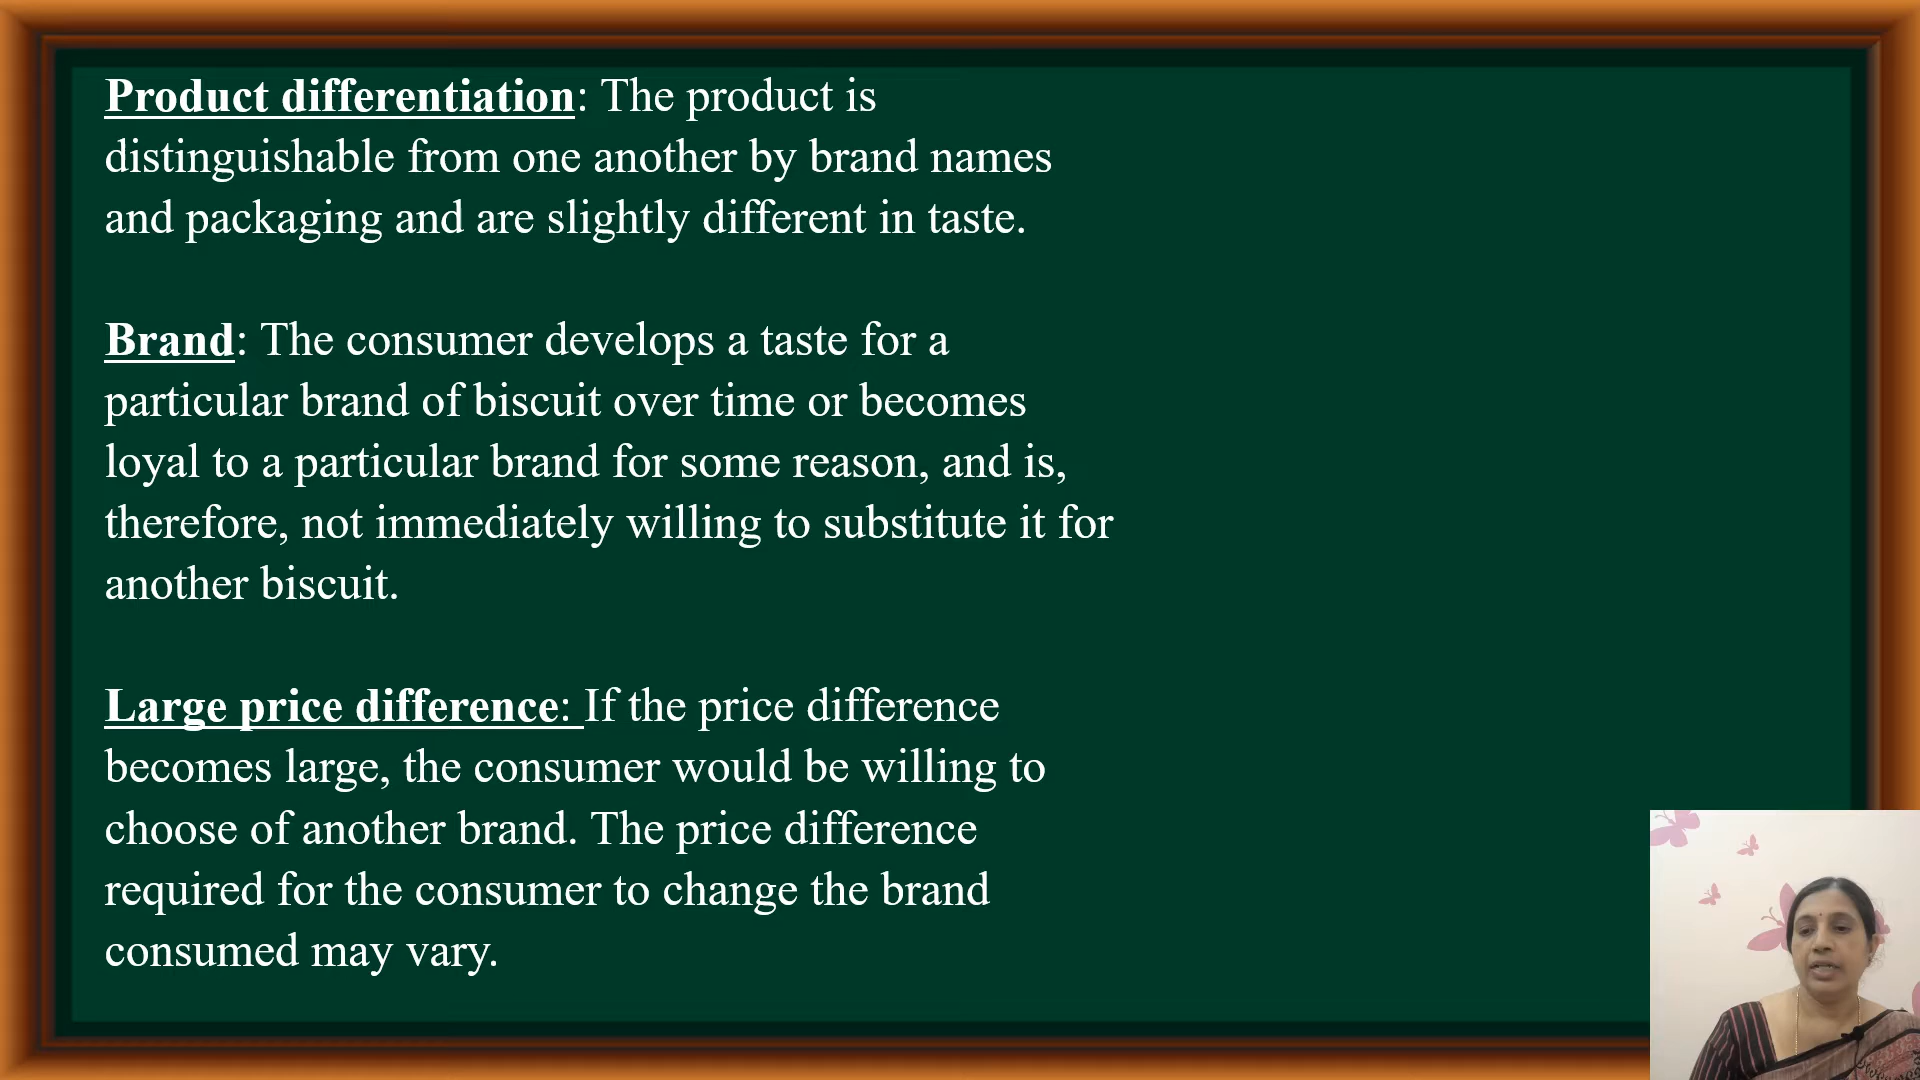 Product differentiation: The product is
distinguishable from one another by brand names
and packaging and are slightly different in taste.
Brand: The consumer develops a taste for a
particular brand of biscuit over time or becomes
loyal to a particular brand for some reason, and is,
therefore, not immediately willing to substitute it for
another biscuit.
Large price difference: If the price difference
becomes large, the consumer would be willing to
choose of another brand. The price difference
required for the consumer to change the brand
consumed may vary.